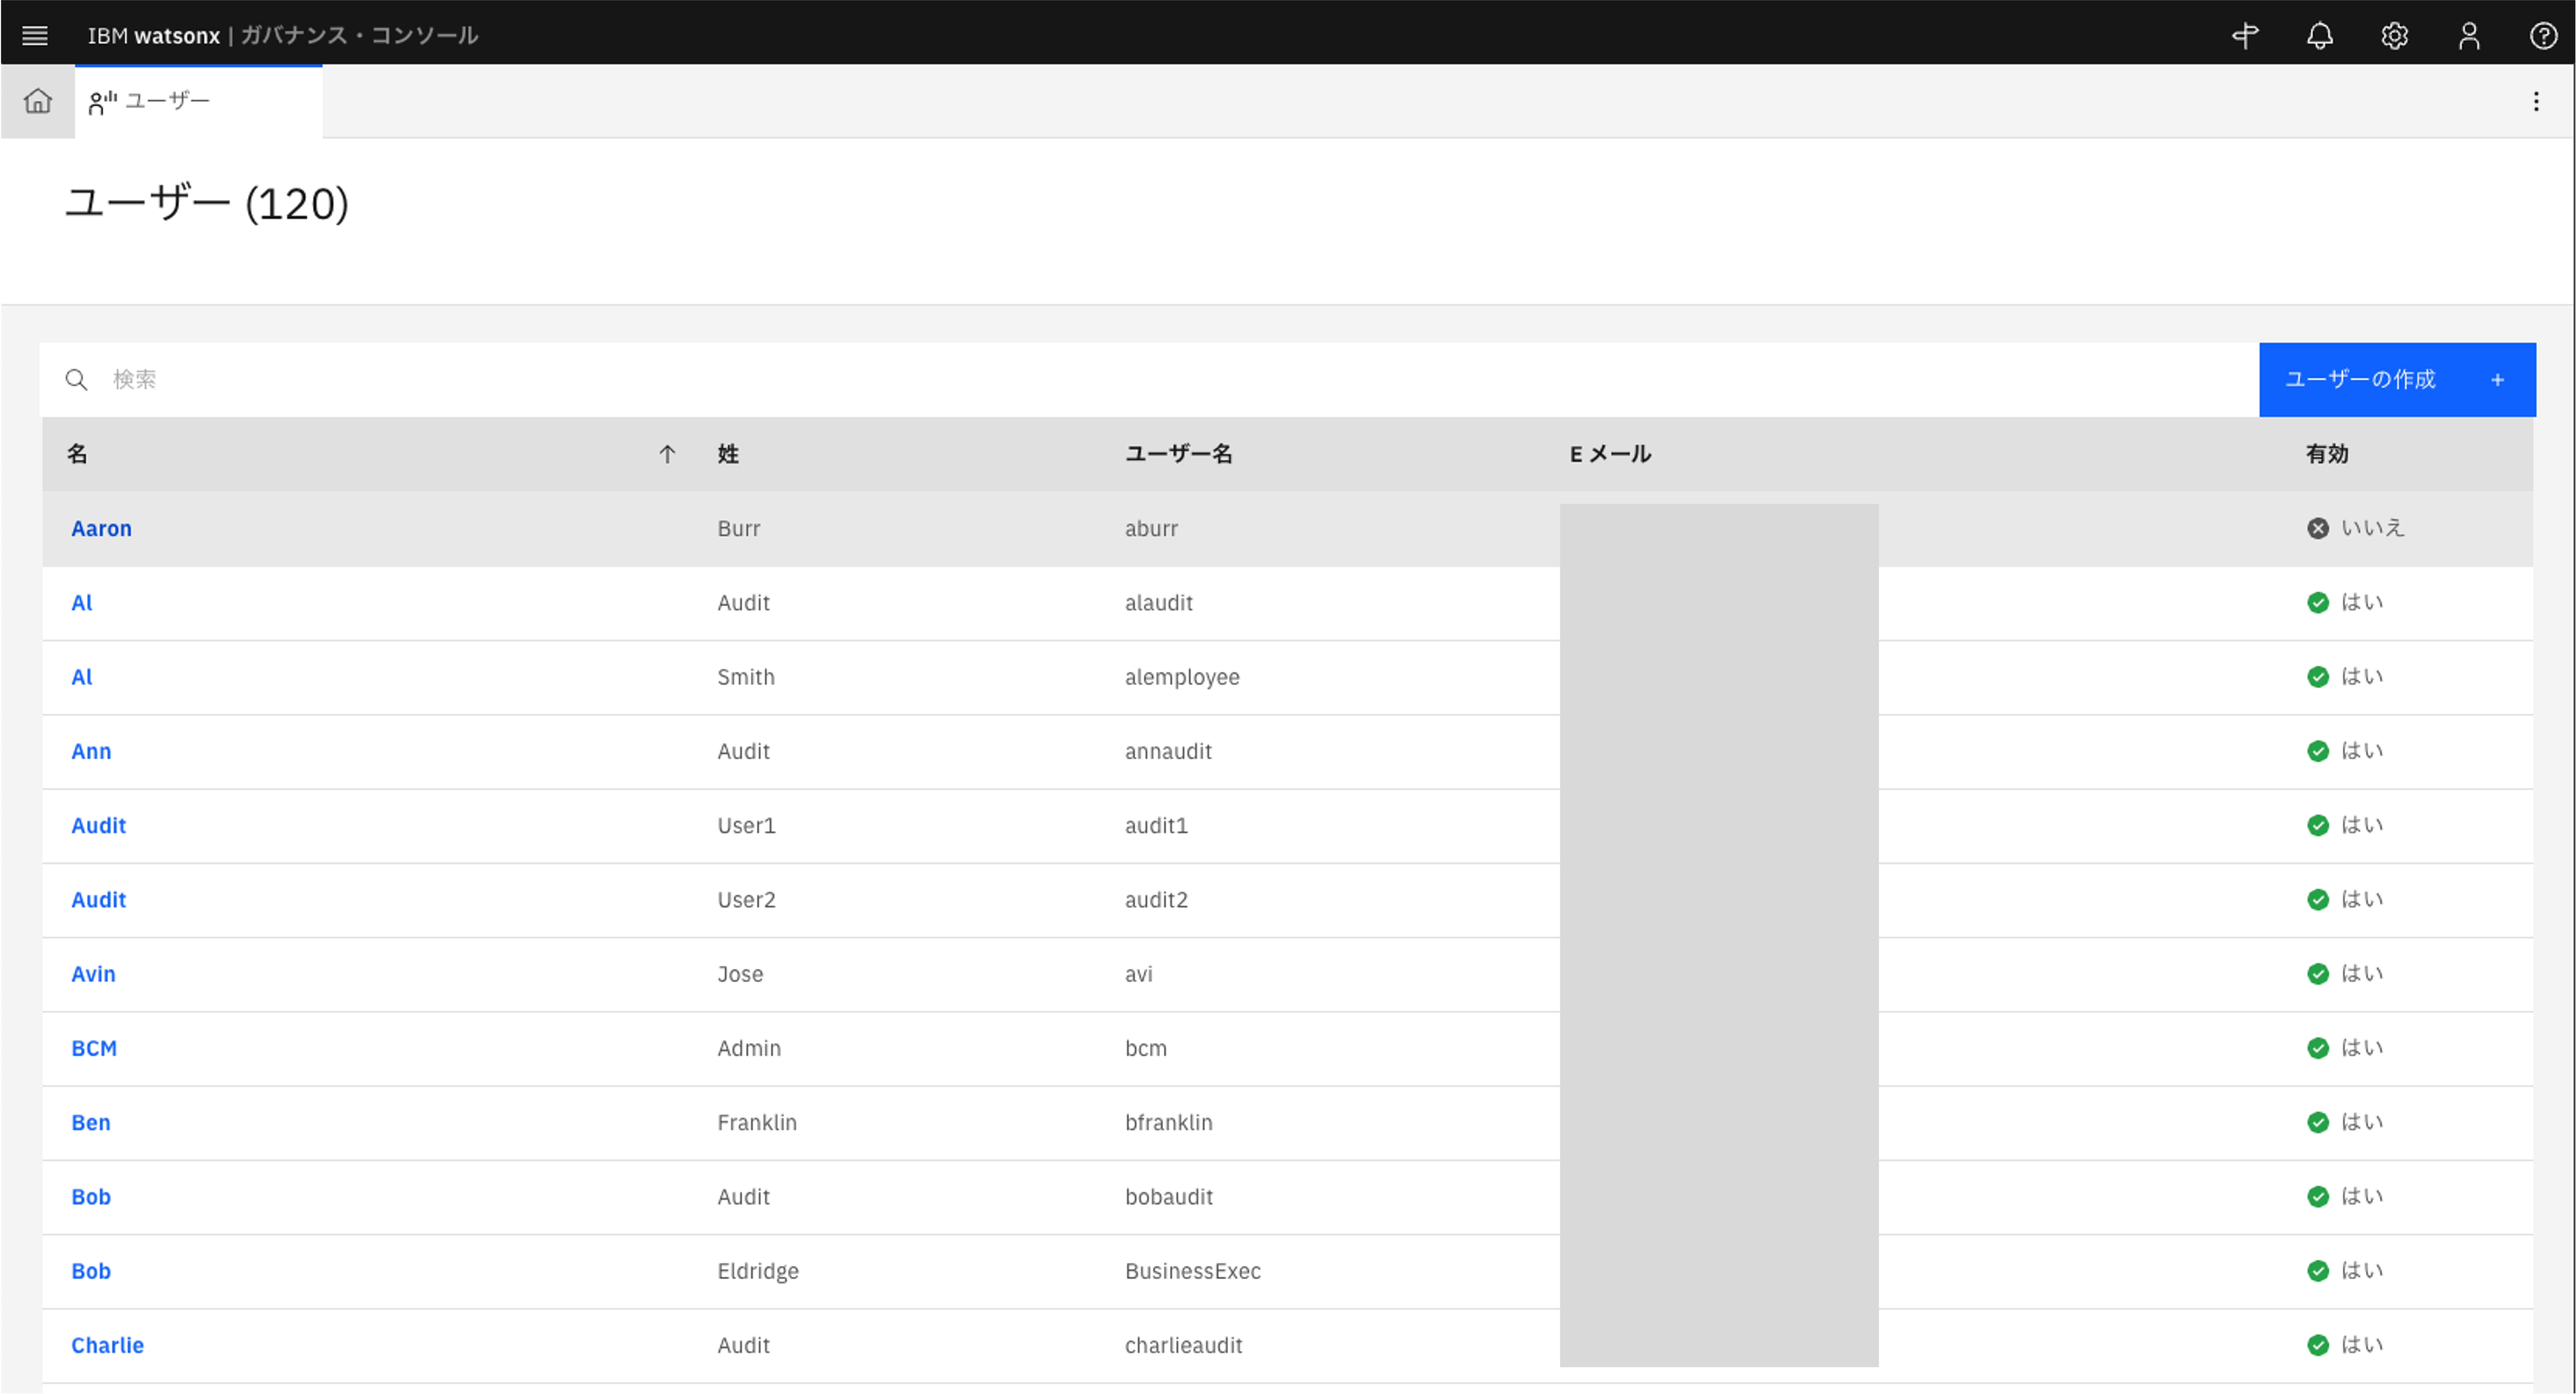 IBM watsonx | ガバナンス・コンソール
ユーザー
ユーザー (120)
検索 ユーザーの作成 +
名 姓 ユーザー名 E メール 有効
Aaron Burr aburr いいえ
Al Audit alaudit はい
Al Smith alemployee はい
Ann Audit annaudit はい
Audit User1 audit1 はい
Audit User2 audit2 はい
Avin Jose avi はい
BCM Admin bcm はい
Ben Franklin bfranklin はい
Bob Audit bobaudit はい
Bob Eldridge BusinessExec はい
Charlie Audit charlieaudit はい